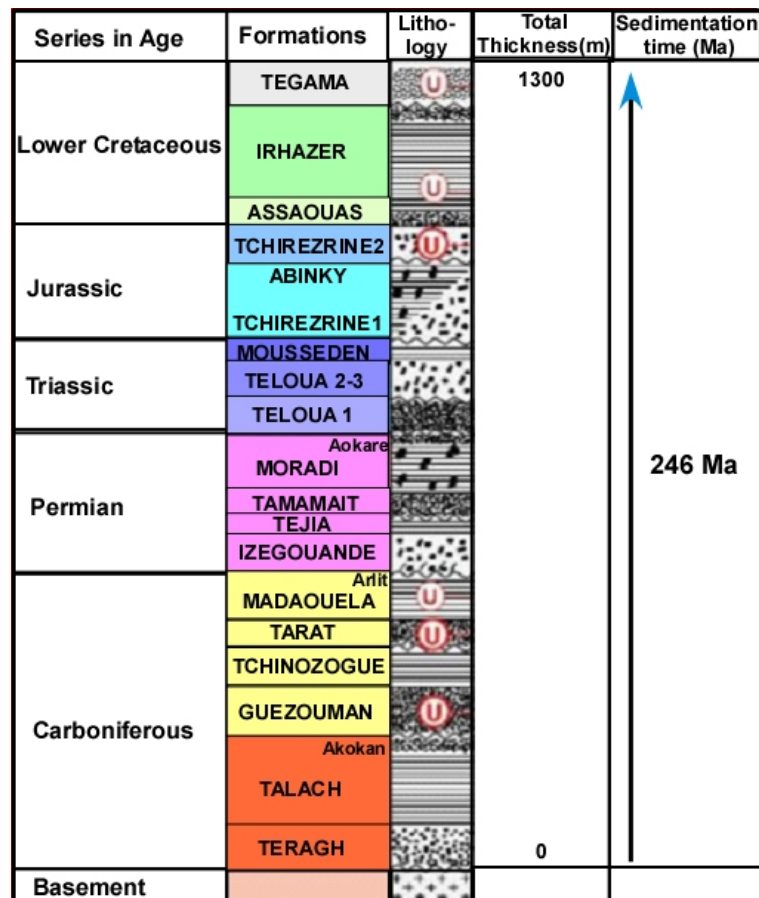 Series in Age
Formations
Litho-
logy
Total
Thickness(m)
Sedimentation
time (Ma)
Lower Cretaceous
TEGAMA
U
1300
IRHAZER
U
ASSAOUAS
Jurassic
TCHIREZRINE2
U
ABINKY
TCHIREZRINE1
Triassic
MOUSSEDEN
TELOUA 2-3
TELOUA 1
Permian
Aokare
MORADI
TAMAMAIT
TEJIA
IZEGOUANDE
246 Ma
Carboniferous
Arlit
MADAOUELA
U
TARAT
U
TCHINOZOGUE
GUEZOUMAN
U
Akokan
TALACH
TERAGH
0
Basement